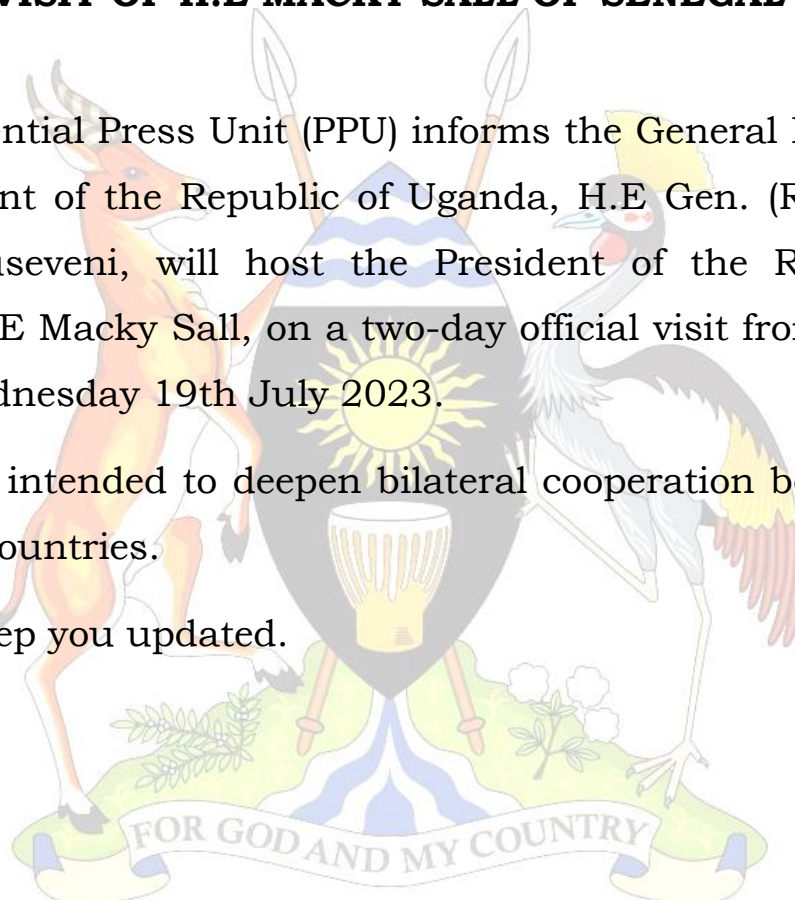 VISIT OF H.E MACKY SALL OF SENEGAL
ential Press Unit (PPU) informs the General
nt of the Republic of Uganda, H.E Gen. (R
useveni, will host the President of the R
E Macky Sall, on a two-day official visit fro
dnesday 19th July 2023.
intended to deepen bilateral cooperation b
ountries.
ep you updated.
FOR GOD AND MY COUNTRY